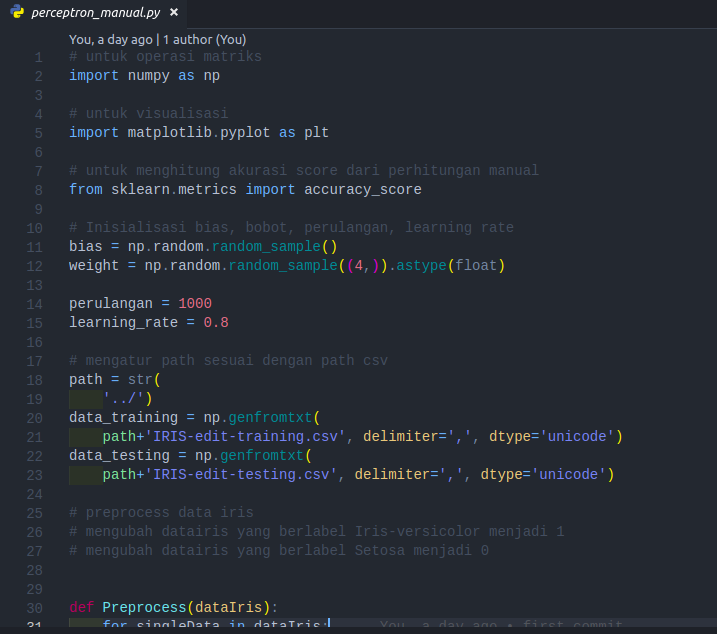 perceptron_manual.py ×
You, a day ago | 1 author (You)
1 # untuk operasi matriks
2 import numpy as np
3
4 # untuk visualisasi
5 import matplotlib.pyplot as plt
6
7 # untuk menghitung akurasi score dari perhitungan manual
8 from sklearn.metrics import accuracy_score
9
10 # Inisialisasi bias, bobot, perulangan, learning rate
11 bias = np.random.random_sample()
12 weight = np.random.random_sample((4,)).astype(float)
13
14 perulangan = 1000
15 learning_rate = 0.8
16
17 # mengatur path sesuai dengan path csv
18 path = str(
19     '../')
20 data_training = np.genfromtxt(
21     path+'IRIS-edit-training.csv', delimiter=',', dtype='unicode')
22 data_testing = np.genfromtxt(
23     path+'IRIS-edit-testing.csv', delimiter=',', dtype='unicode')
24
25 # preprocess data iris
26 # mengubah datairis yang berlabel Iris-versicolor menjadi 1
27 # mengubah datairis yang berlabel Setosa menjadi 0
28
29
30 def Preprocess(dataIris):
31     for singleData in dataIris: You, a day ago • first commit